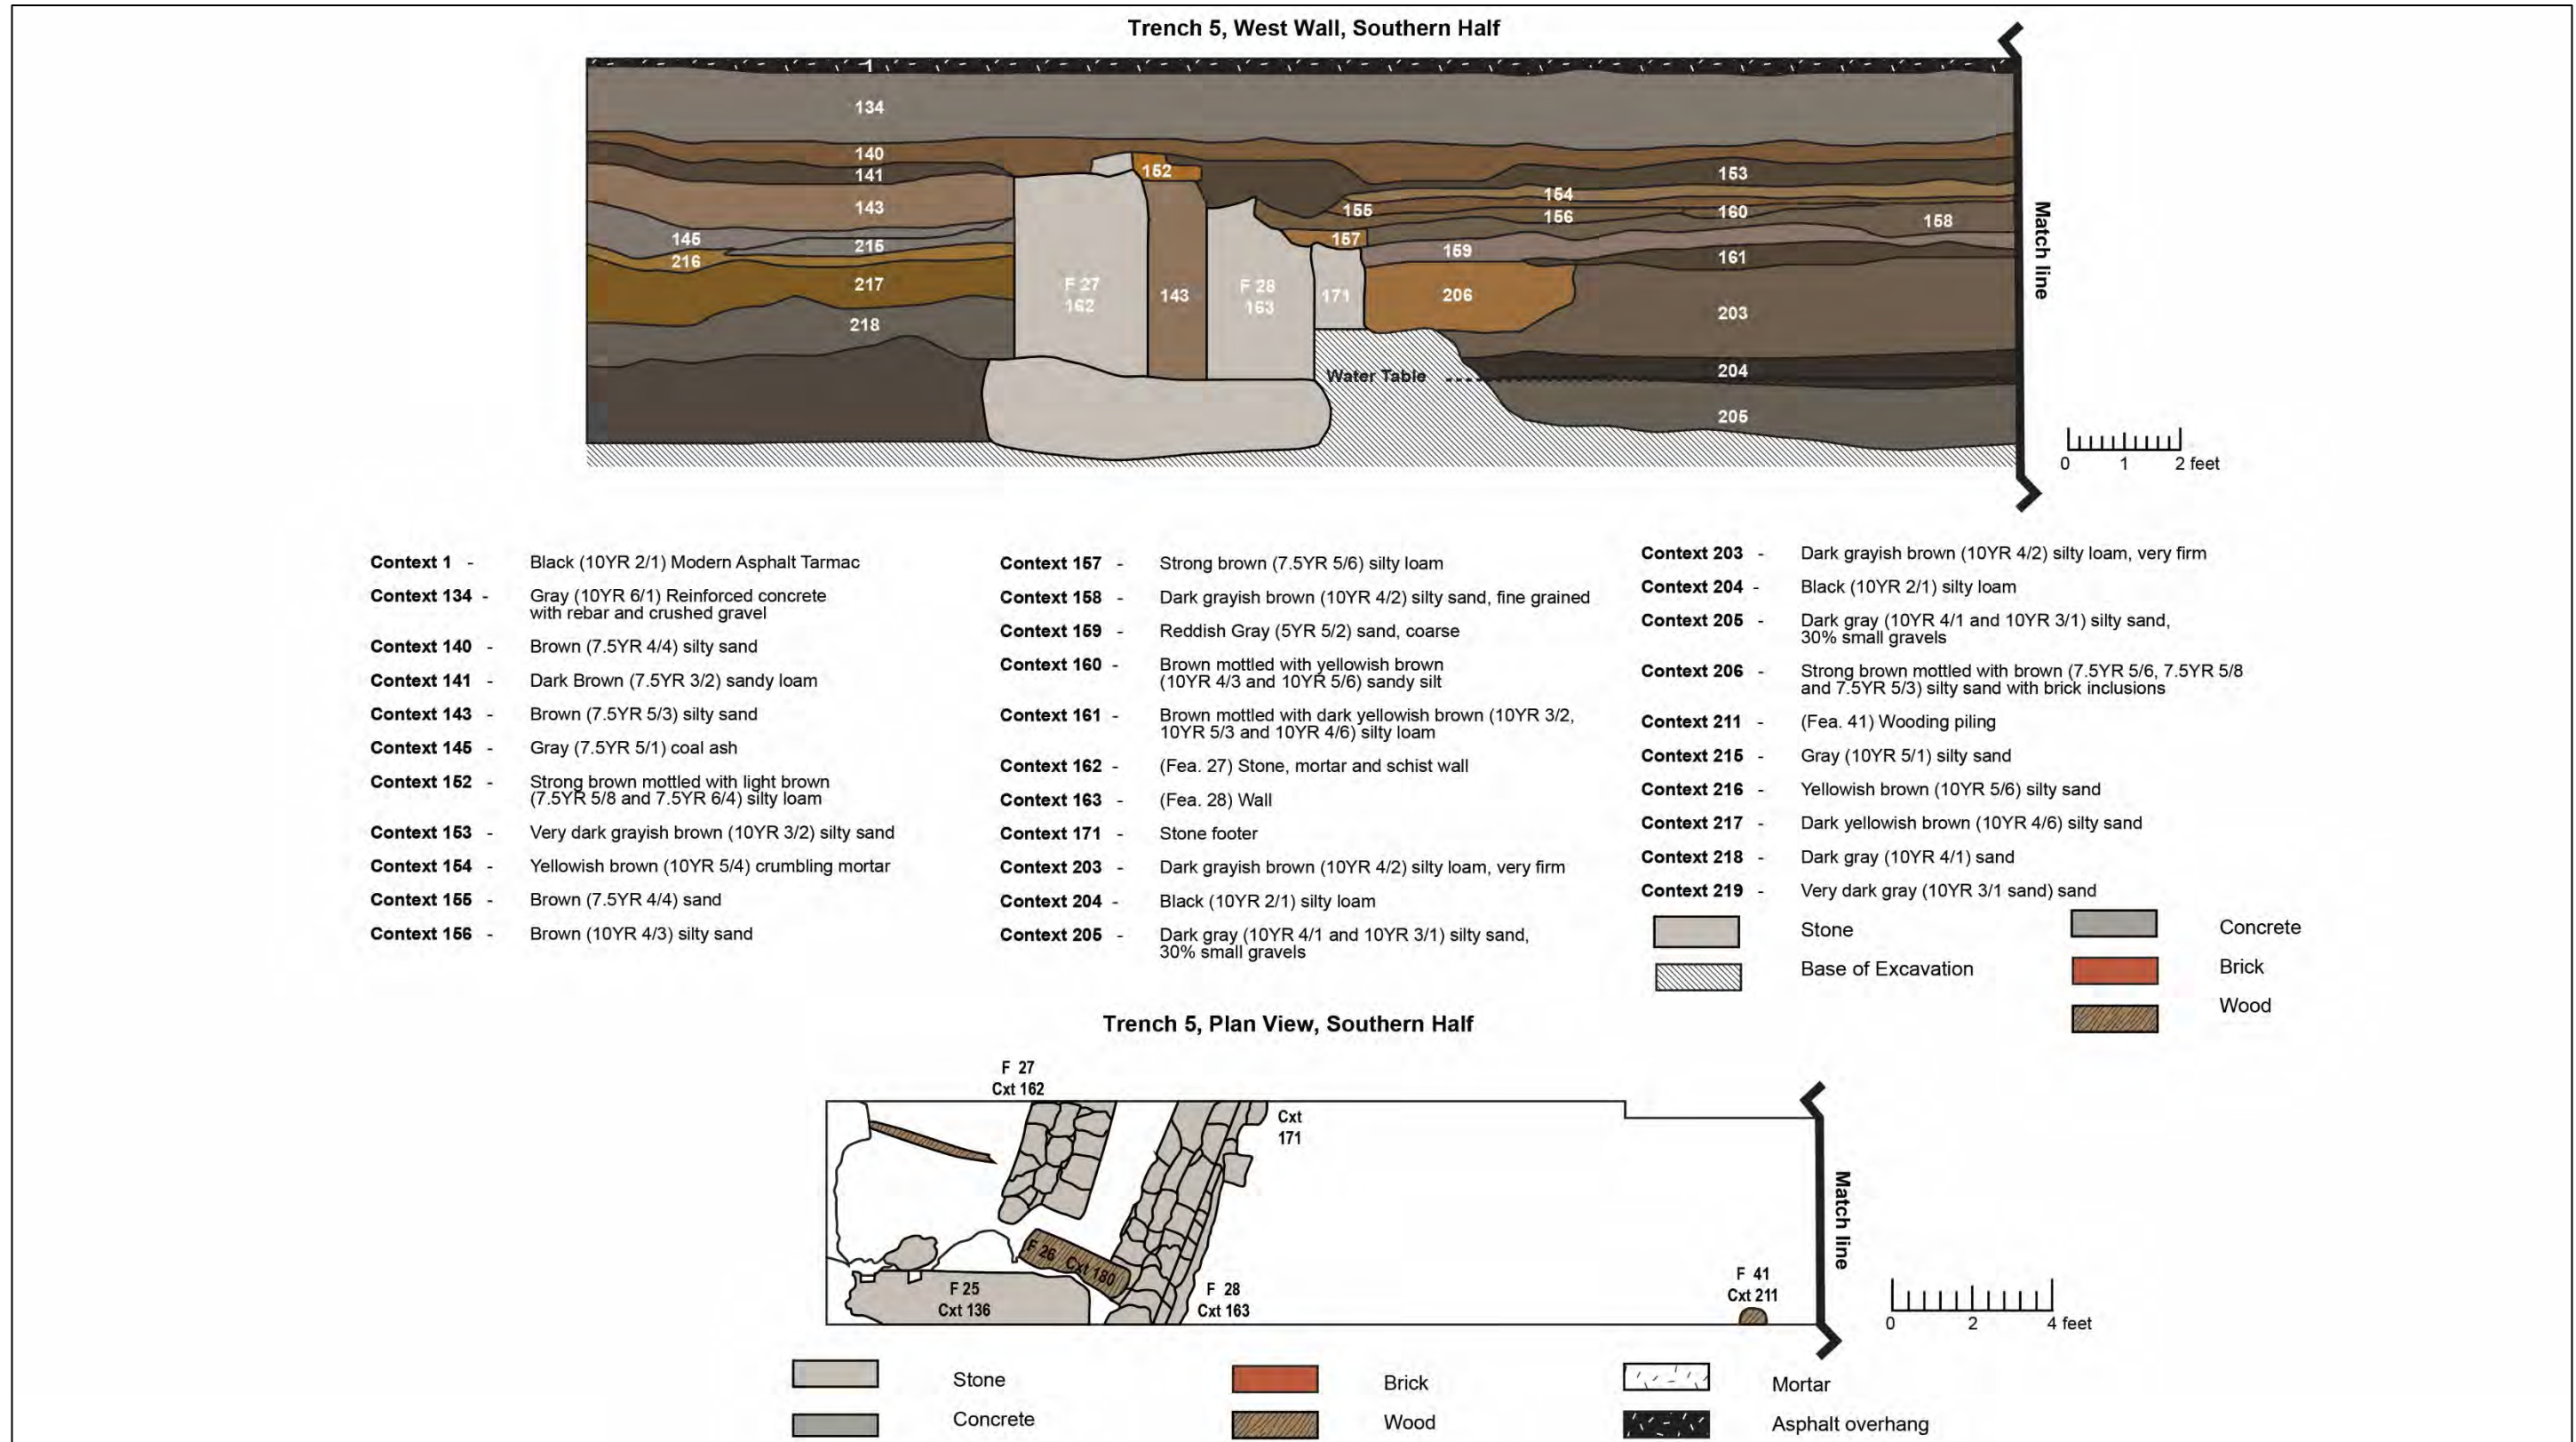 Trench 5, West Wall, Southern Half
1
134
140
141
143
145
215
216
217
218
F 27
162
152
143
F 28
163
171
155
157
154
156
160
153
158
159
161
206
203
204
205
Water Table
Match line
0 1 2 feet
Context 1 - Black (10YR 2/1) Modern Asphalt Tarmac
Context 134 - Gray (10YR 6/1) Reinforced concrete
with rebar and crushed gravel
Context 140 - Brown (7.5YR 4/4) silty sand
Context 141 - Dark Brown (7.5YR 3/2) sandy loam
Context 143 - Brown (7.5YR 5/3) silty sand
Context 145 - Gray (7.5YR 5/1) coal ash
Context 152 - Strong brown mottled with light brown
(7.5YR 5/8 and 7.5YR 6/4) silty loam
Context 153 - Very dark grayish brown (10YR 3/2) silty sand
Context 154 - Yellowish brown (10YR 5/4) crumbling mortar
Context 155 - Brown (7.5YR 4/4) sand
Context 156 - Brown (10YR 4/3) silty sand
Context 157 - Strong brown (7.5YR 5/6) silty loam
Context 158 - Dark grayish brown (10YR 4/2) silty sand, fine grained
Context 159 - Reddish Gray (5YR 5/2) sand, coarse
Context 160 - Brown mottled with yellowish brown
(10YR 4/3 and 10YR 5/6) sandy silt
Context 161 - Brown mottled with dark yellowish brown (10YR 3/2,
10YR 5/3 and 10YR 4/6) silty loam
Context 162 - (Fea. 27) Stone, mortar and schist wall
Context 163 - (Fea. 28) Wall
Context 171 - Stone footer
Context 203 - Dark grayish brown (10YR 4/2) silty loam, very firm
Context 204 - Black (10YR 2/1) silty loam
Context 205 - Dark gray (10YR 4/1 and 10YR 3/1) silty sand,
30% small gravels
Context 203 - Dark grayish brown (10YR 4/2) silty loam, very firm
Context 204 - Black (10YR 2/1) silty loam
Context 205 - Dark gray (10YR 4/1 and 10YR 3/1) silty sand,
30% small gravels
Context 206 - Strong brown mottled with brown (7.5YR 5/6, 7.5YR 5/8
and 7.5YR 5/3) silty sand with brick inclusions
Context 211 - (Fea. 41) Wooding piling
Context 215 - Gray (10YR 5/1) silty sand
Context 216 - Yellowish brown (10YR 5/6) silty sand
Context 217 - Dark yellowish brown (10YR 4/6) silty sand
Context 218 - Dark gray (10YR 4/1) sand
Context 219 - Very dark gray (10YR 3/1 sand) sand
Stone
Base of Excavation
Concrete
Brick
Wood
Trench 5, Plan View, Southern Half
F 27
Cxt 162
Cxt
171
F 26 Cxt 180
F 25
Cxt 136
F 28
Cxt 163
F 41
Cxt 211
Match line
0 2 4 feet
Stone
Concrete
Brick
Wood
Mortar
Asphalt overhang